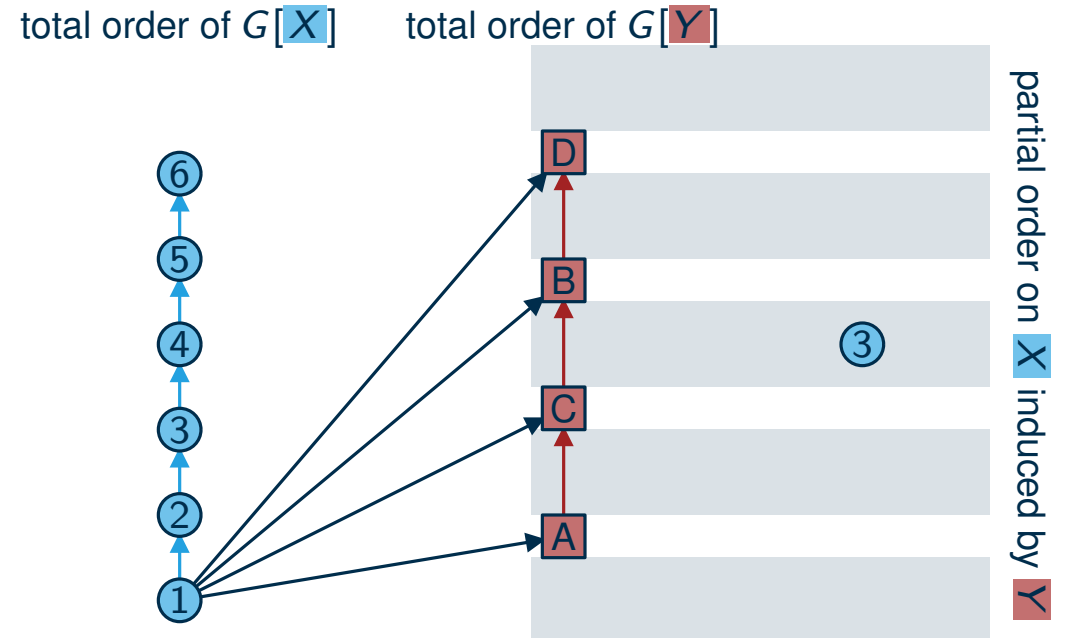 total order of G[X]
total order of G[Y]
6
5
4
3
2
1
D
B
C
A
3
partial order on X induced by Y